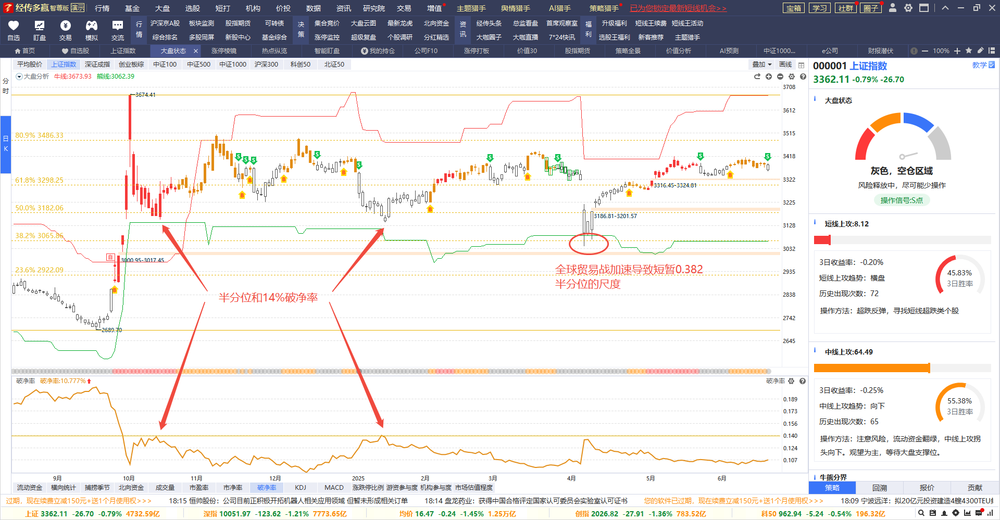 经传多赢 智尊版 演示 行情 基金 大盘 选股 短打 机构 价投 数据 资讯 研究院 交易 增值 主题猎手 舆情猎手 AI猎手 策略猎手 已为您锁定最新短线机会>> 宝箱 学习 社群 圈子
行情 沪深京A股 板块监测 股指期货 可转债 决策 集合竞价 大盘云图 最新龙虎 北向资金 资讯 经传头条 总监看盘 首席观察室 福利 升级福利 短线王续费 短线王活动
自选 盯盘 交易 模拟 交流 综合排名 多股同屏 新股中心 基金综合 涨停监控 超级复盘 个股调研 分红精选 大咖圈子 大咖直播 7*24快讯 选股王福利 新客推荐 主题猎手
首页 自选股 上证指数 大盘状态 × 涨停棱镜 热点纵览 智能盯盘 我的持仓 公司F10 涨停打板 价值30 股指期货 策略全景 价值分析 AI预测 中证1000... e公司 财报潜伏 100%
平均股价 上证指数 深证成指 创业板综 中证100 中证500 中证1000 沪深300 科创50 北证50 叠加 画线
分时
日K
大盘分析 牛线:3673.93 熊线:3062.39
3674.41
80.9% 3486.33
61.8% 3298.25
50.0% 3182.06
38.2% 3065.86
23.6% 2922.09
自
3000.95-3017.45
2689.70
3316.45-3324.81
3186.81-3201.57
全球贸易战加速导致短暂0.382
半分位的尺度
半分位和14%破净率
3708
3612
3515
3418
3322
3225
3128
3032
2935
2838
2742
2645
破净率 破净率:10.777% 破净率
0.189
0.173
0.156
0.140
0.124
0.107
9月 10月 11月 12月 2025 2月 3月 4月 5月 6月
流动资金 横向统计 捕捞季节 北向资金 成交量 市盈率 市净率 破净率 KDJ MACD 涨跌停比例 游资参与度 机构参与度 市场估值程度
000001 上证指数 教学
3362.11 -0.79% -26.70
大盘状态
灰色，空仓区域
风险释放中，尽可能少操作
操作信号:S点
短线上攻:8.12
3日收益率：-0.20%
短线上攻趋势：横盘
历史出现次数：72
45.83%
3日胜率
操作方法：超跌反弹，寻找短线超跌类个股
中线上攻:64.49
3日收益率：-0.25%
中线上攻趋势：向下
历史出现次数：65
55.38%
3日胜率
操作方法：注意风险，流动资金翻绿，中线上攻拐
头向下。观望为主，等待大盘支撑位。
牛熊分界
策略 回溯 报价 贡献
过期，现在续费立减150元+送1个月使用权>>> 18:15 恒帅股份：公司目前正积极开拓机器人相关应用领域 但暂未形成相关订单 18:14 盘龙药业：获得中国合格评定国家认可委员会实验室认可证书 您的软件已过期，现在续费立减150元+送1个月使用权>>> 18:09 宁波远洋：拟20亿元投资建造4艘4300TEU
上证 3362.11 -26.70 -0.79% 4732.59亿 深指 10051.97 -123.62 -1.21% 7773.65亿 均价 16.47 -0.24 -1.45% 1.25万亿 创指 2026.82 -27.91 -1.36% 783.52亿 科50 962.94 -5.24 -0.54% 196.32亿